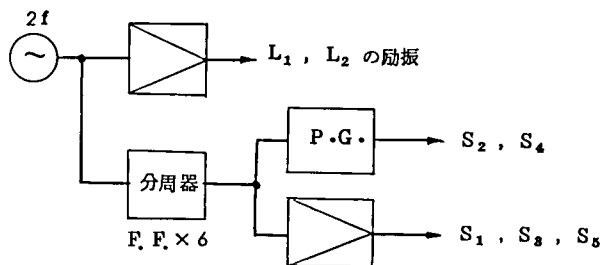 2f
~
L₁ , L₂ の励振
P.G.
S₂ , S₄
分周器
F. F. × 6
S₁ , S₃ , S₅